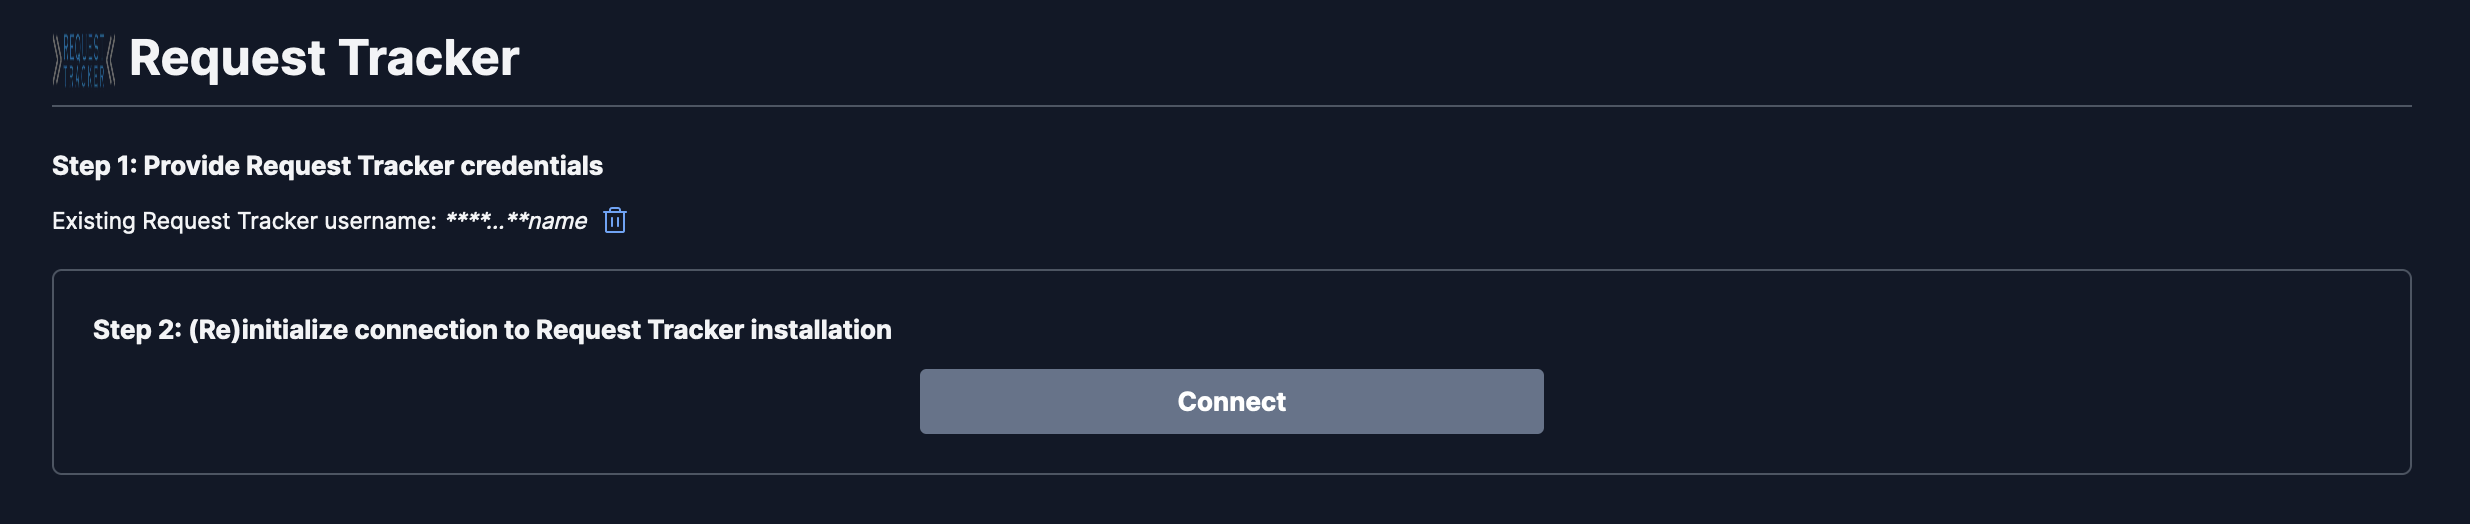 REQUEST
TRACKER
Request Tracker
Step 1: Provide Request Tracker credentials
Existing Request Tracker username: ****...**name
Step 2: (Re)initialize connection to Request Tracker installation
Connect